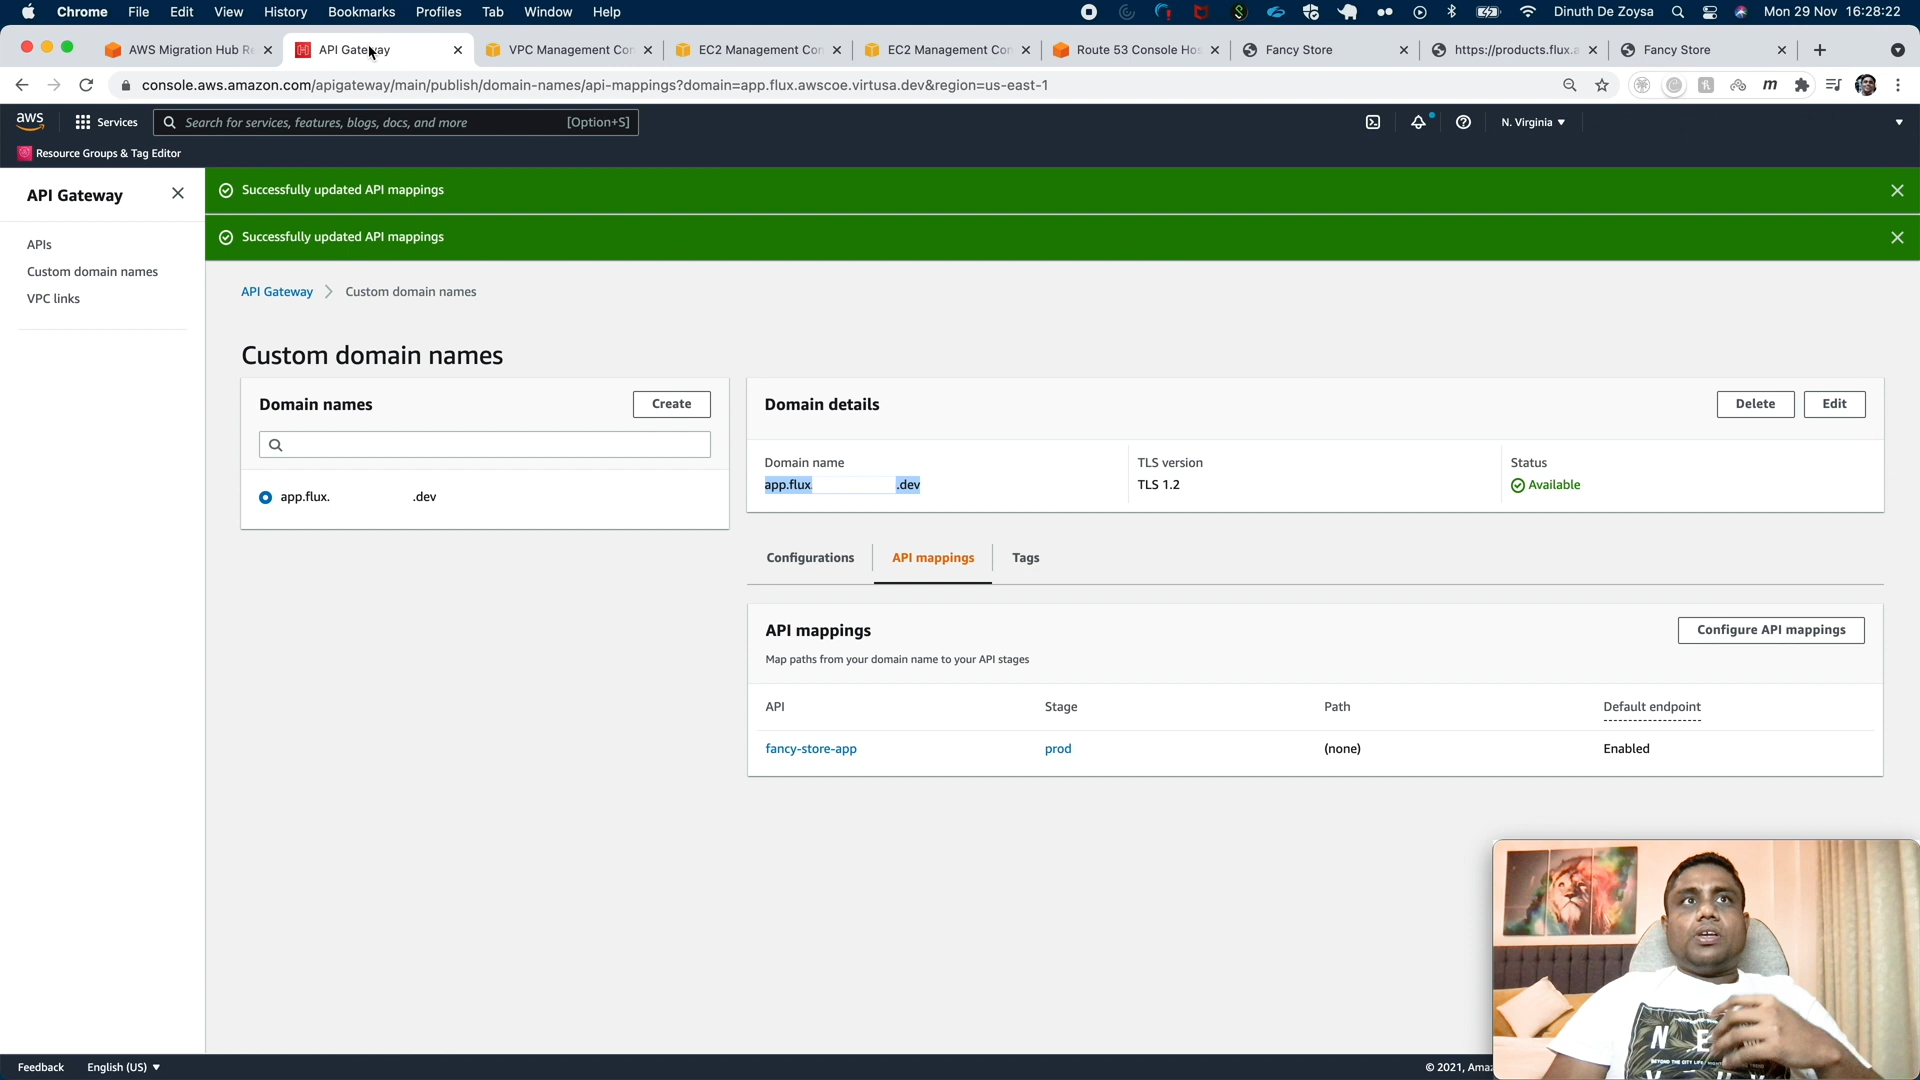 Chrome File Edit View History Bookmarks Profiles Tab Window Help
Dinuth De Zoysa Mon 29 Nov 16:28:22
AWS Migration Hub R
API Gateway
VPC Management Con
EC2 Management Con
EC2 Management Con
Route 53 Console Hos
Fancy Store
https://products.flux.a
Fancy Store
console.aws.amazon.com/apigateway/main/publish/domain-names/api-mappings?domain=app.flux.awscoe.virtusa.dev&region=us-east-1
aws
Services
Search for services, features, blogs, docs, and more [Option+S]
N. Virginia
Resource Groups & Tag Editor
API Gateway
APIs
Custom domain names
VPC links
Successfully updated API mappings
Successfully updated API mappings
API Gateway Custom domain names
Custom domain names
Domain names
Create
app.flux. .dev
Domain details
Delete Edit
Domain name
app.flux. .dev
TLS version
TLS 1.2
Status
Available
Configurations API mappings Tags
API mappings
Configure API mappings
Map paths from your domain name to your API stages
API Stage Path Default endpoint
fancy-store-app prod (none) Enabled
Feedback English (US)
© 2021, Ama